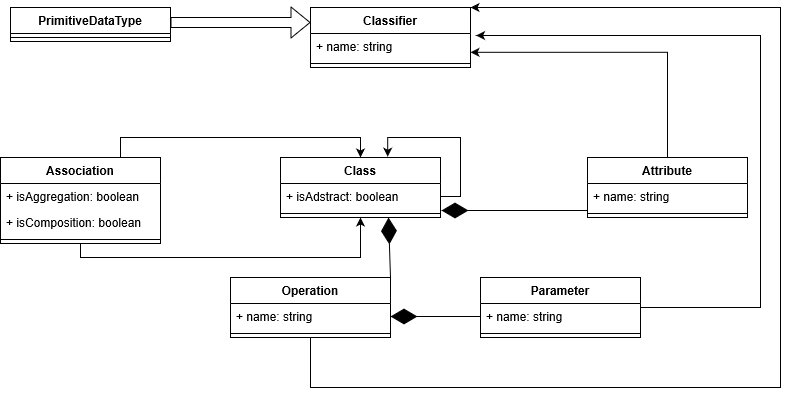 PrimitiveDataType
Classifier
+ name: string
Association
+ isAggregation: boolean
+ isComposition: boolean
Class
+ isAdstract: boolean
Attribute
+ name: string
Operation
+ name: string
Parameter
+ name: string